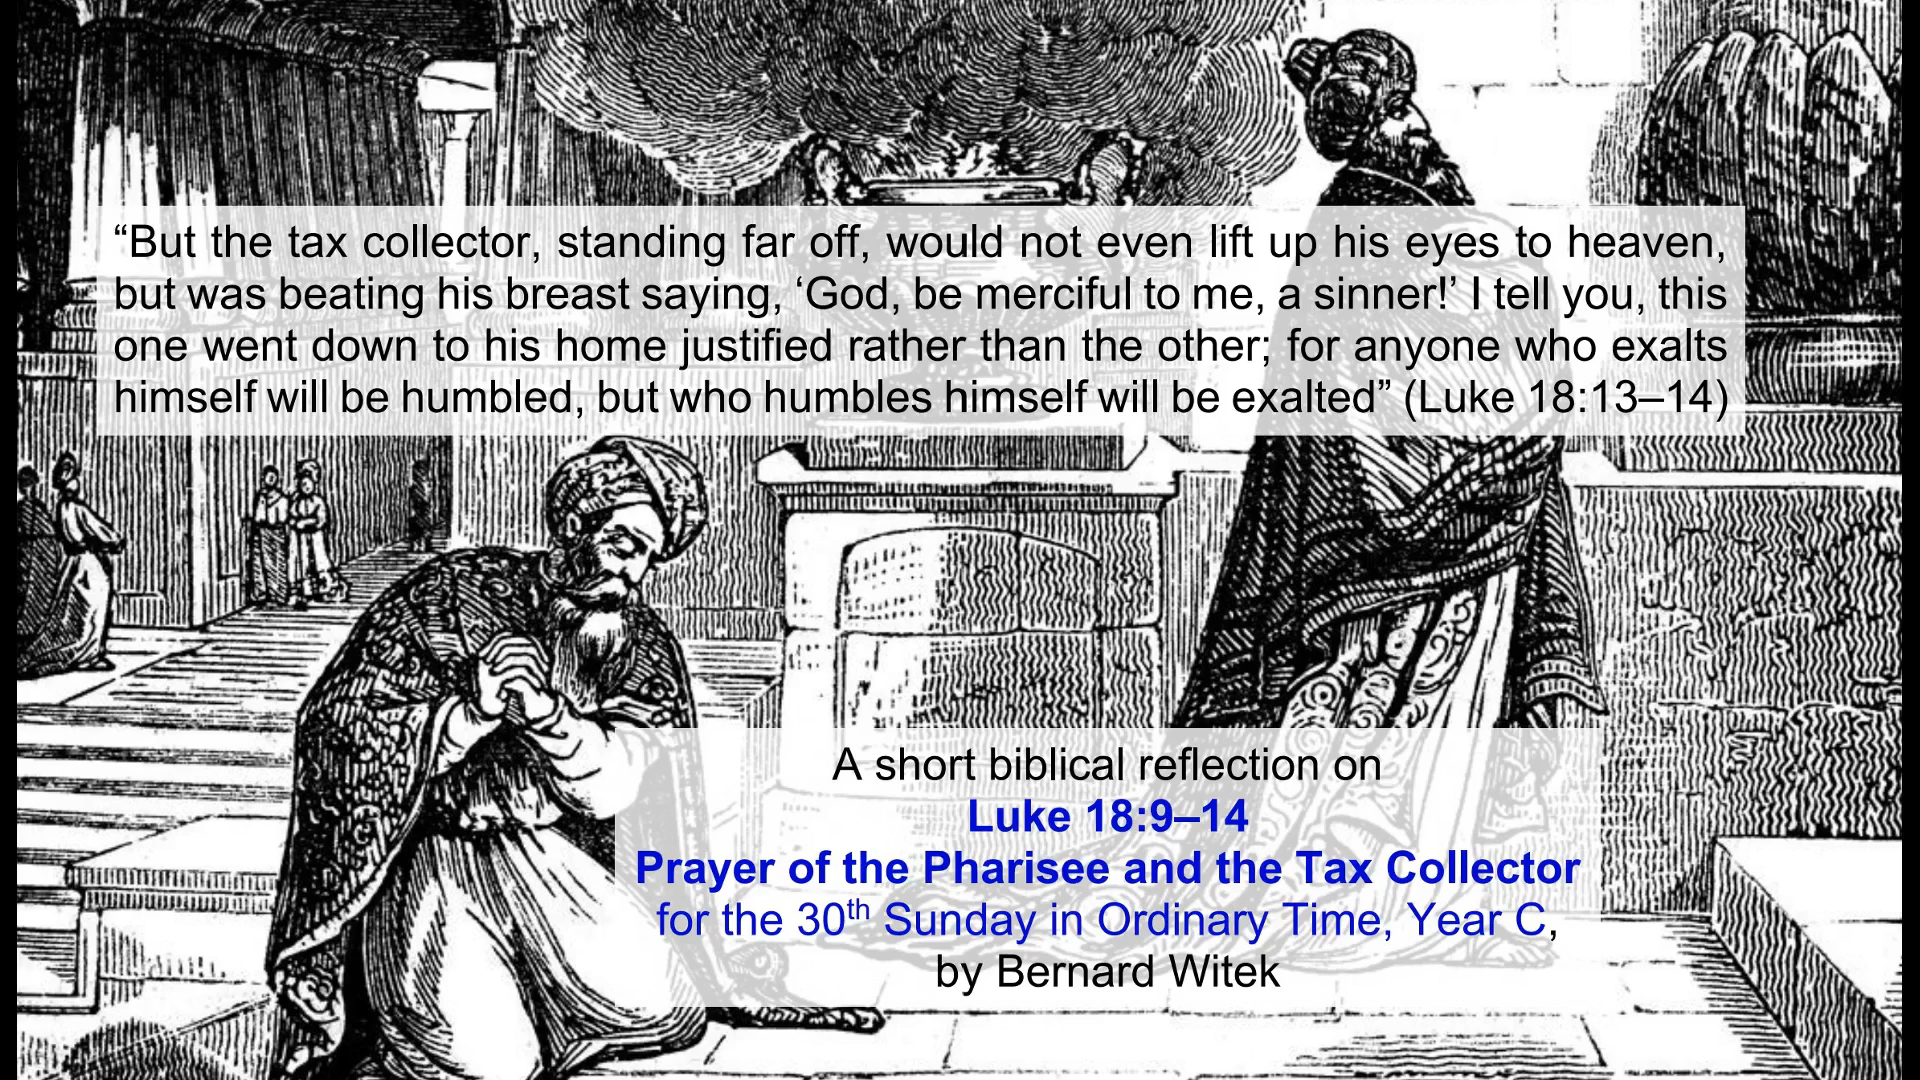 “But the tax collector, standing far off, would not even lift up his eyes to heaven,
but was beating his breast saying, ‘God, be merciful to me, a sinner!’ I tell you, this
one went down to his home justified rather than the other; for anyone who exalts
himself will be humbled, but who humbles himself will be exalted” (Luke 18:13–14)
A short biblical reflection on
Luke 18:9–14
Prayer of the Pharisee and the Tax Collector
for the 30th Sunday in Ordinary Time, Year C,
by Bernard Witek